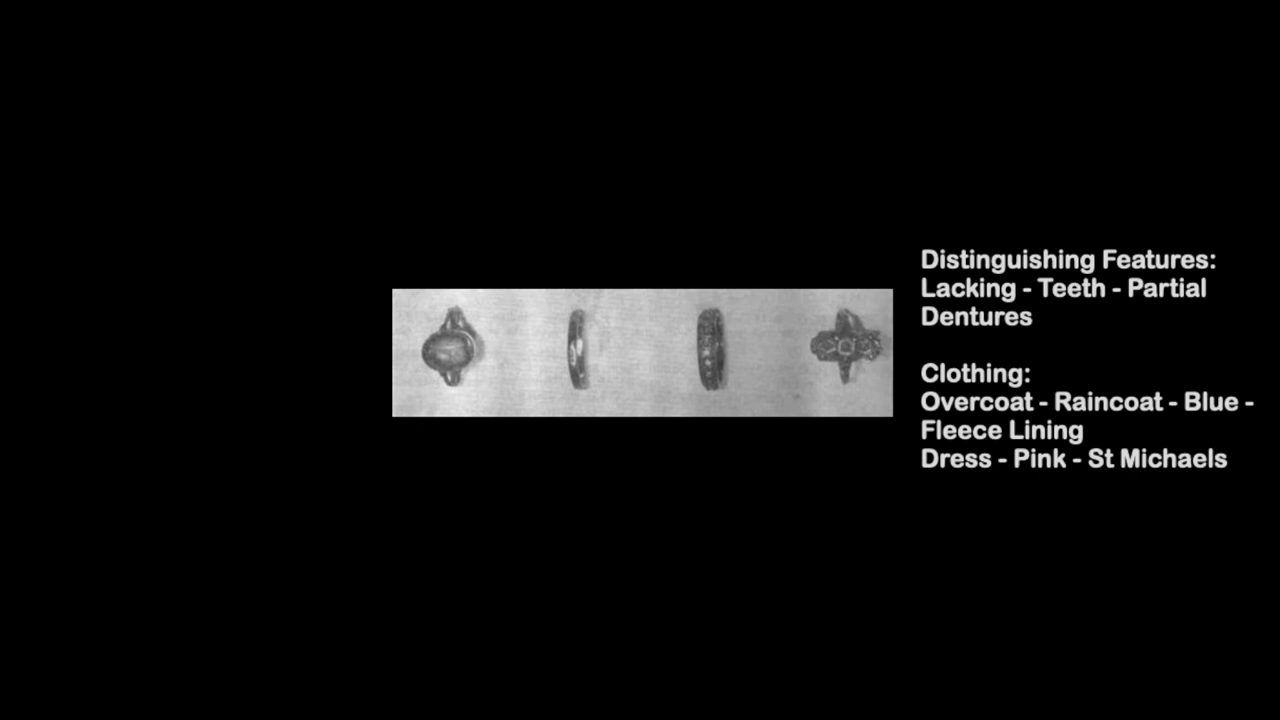 Distinguishing Features:
Lacking - Teeth - Partial
Dentures
Clothing:
Overcoat - Raincoat - Blue -
Fleece Lining
Dress - Pink - St Michaels